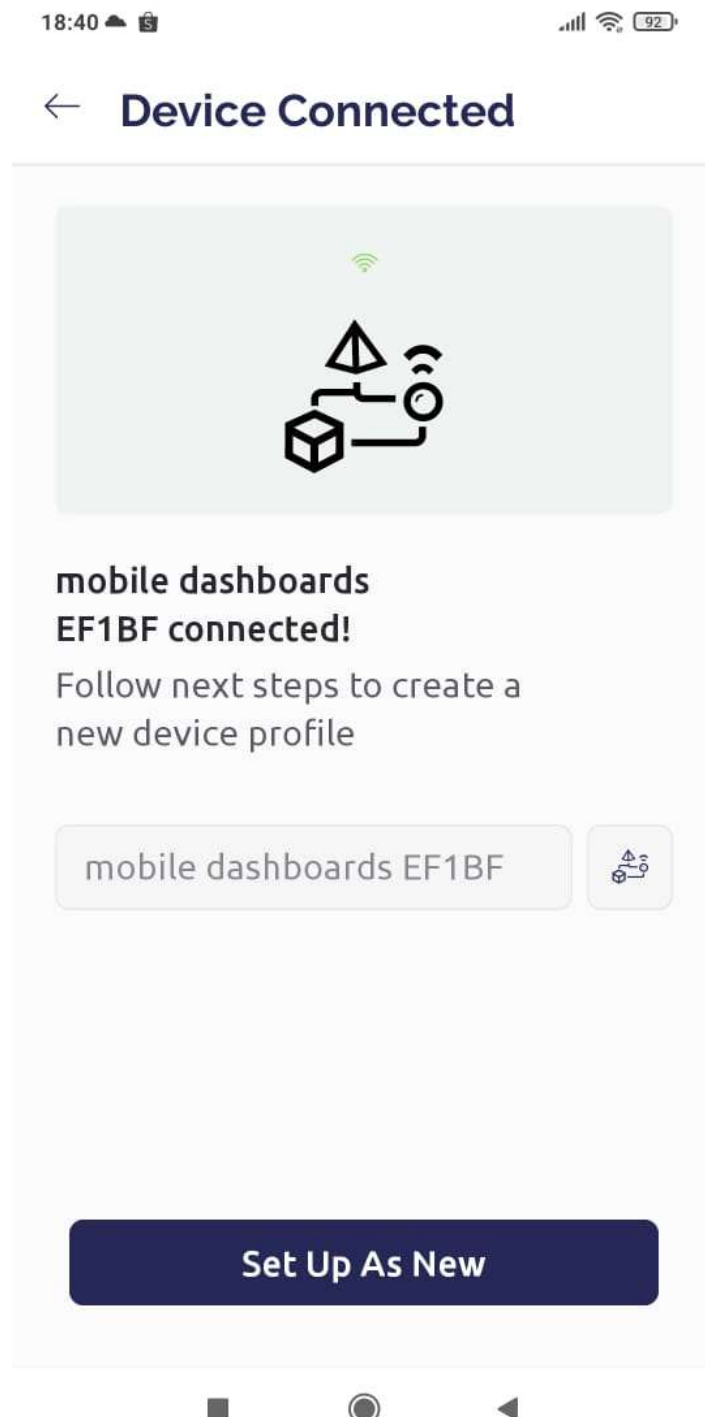 18:40
92
Device Connected
mobile dashboards
EF1BF connected!
Follow next steps to create a
new device profile
mobile dashboards EF1BF
Set Up As New